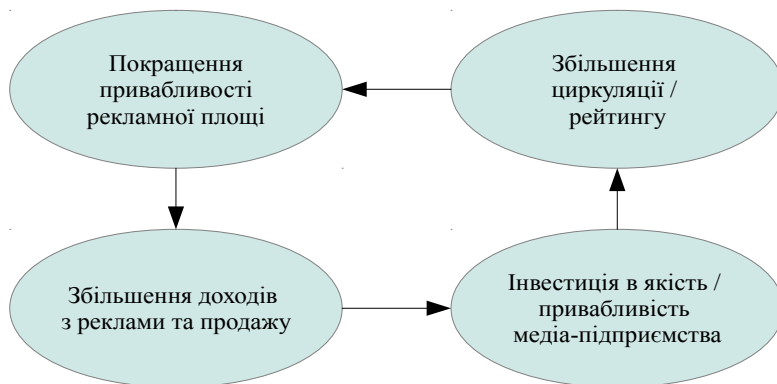 Покращення
привабливості
рекламної площі
Збільшення
циркуляції /
рейтингу
Збільшення доходів
з реклами та продажу
Інвестиція в якість /
привабливість
медіа-підприємства